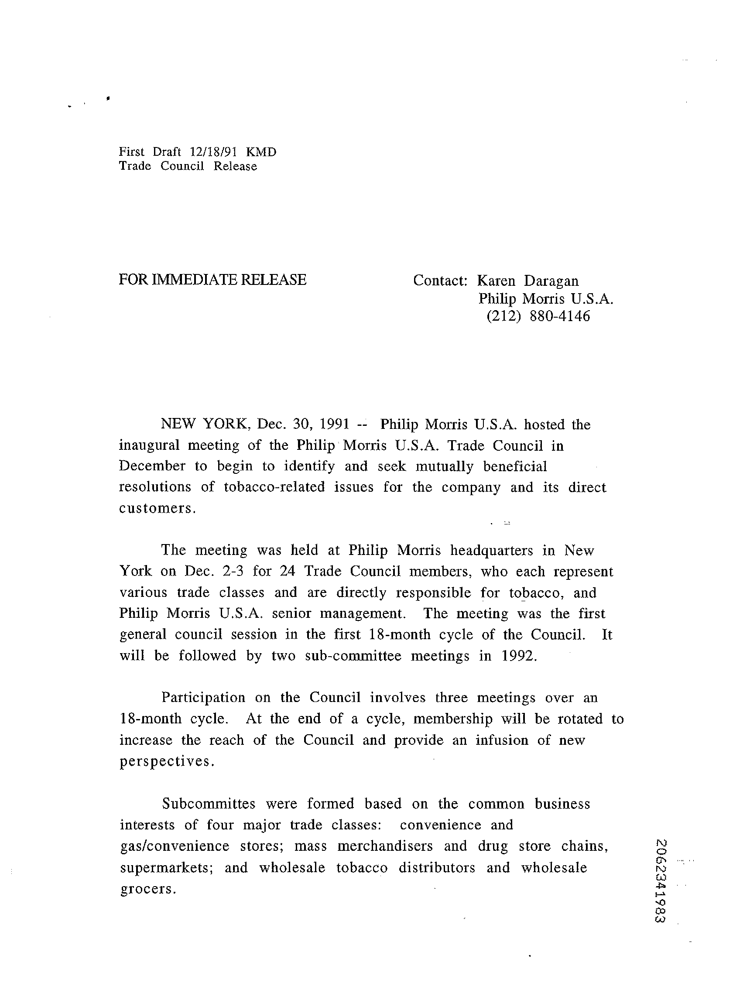 First Draft 12/18/91 KMD
Trade Council Release
FOR IMMEDIATE RELEASE
Contact: Karen Daragan
Philip Morris U.S.A.
(212) 880-4146
NEW YORK, Dec. 30, 1991 -- Philip Morris U.S.A. hosted the
inaugural meeting of the Philip Morris U.S.A. Trade Council in
December to begin to identify and seek mutually beneficial
resolutions of tobacco-related issues for the company and its direct
customers.
The meeting was held at Philip Morris headquarters in New
York on Dec. 2-3 for 24 Trade Council members, who each represent
various trade classes and are directly responsible for tobacco, and
Philip Morris U.S.A. senior management. The meeting was the first
general council session in the first 18-month cycle of the Council. It
will be followed by two sub-committee meetings in 1992.
Participation on the Council involves three meetings over an
18-month cycle. At the end of a cycle, membership will be rotated to
increase the reach of the Council and provide an infusion of new
perspectives.
Subcommittes were formed based on the common business
interests of four major trade classes: convenience and
gas/convenience stores; mass merchandisers and drug store chains,
supermarkets; and wholesale tobacco distributors and wholesale
grocers.
2062341983